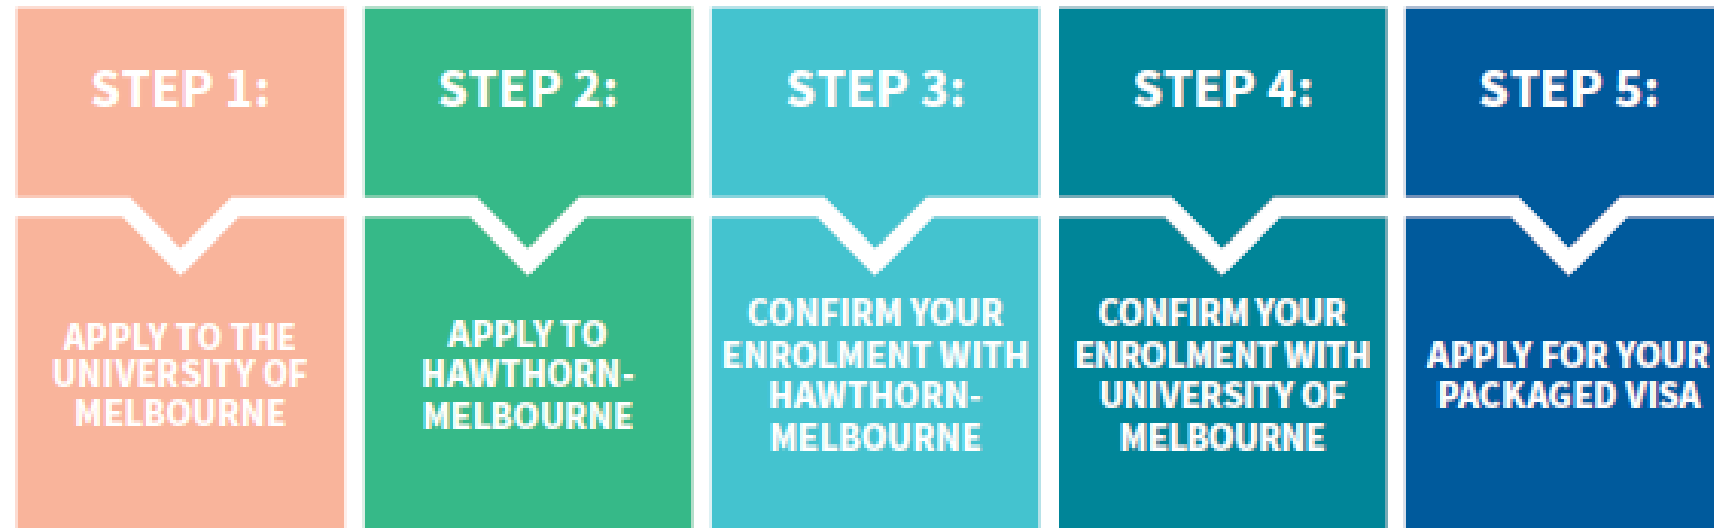 STEP 1:
APPLY TO THE
UNIVERSITY OF
MELBOURNE
STEP 2:
APPLY TO
HAWTHORN-
MELBOURNE
STEP 3:
CONFIRM YOUR
ENROLMENT WITH
HAWTHORN-
MELBOURNE
STEP 4:
CONFIRM YOUR
ENROLMENT WITH
UNIVERSITY OF
MELBOURNE
STEP 5:
APPLY FOR YOUR
PACKAGED VISA